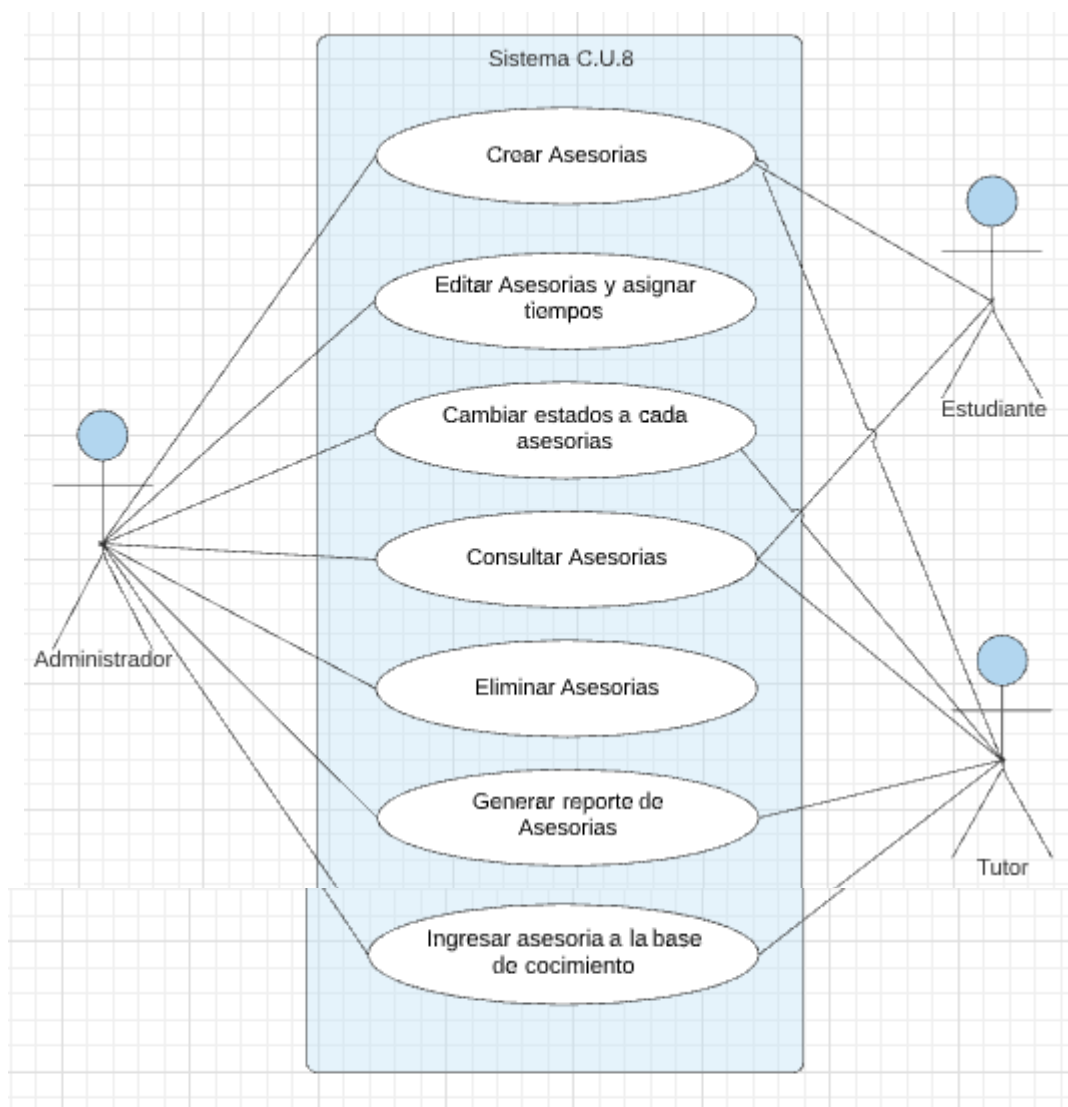 Sistema C.U.8
Crear Asesorias
Editar Asesorias y asignar
tiempos
Cambiar estados a cada
asesorias
Consultar Asesorias
Eliminar Asesorias
Generar reporte de
Asesorias
Ingresar asesoria a la base
de cocimiento
Administrador
Estudiante
Tutor